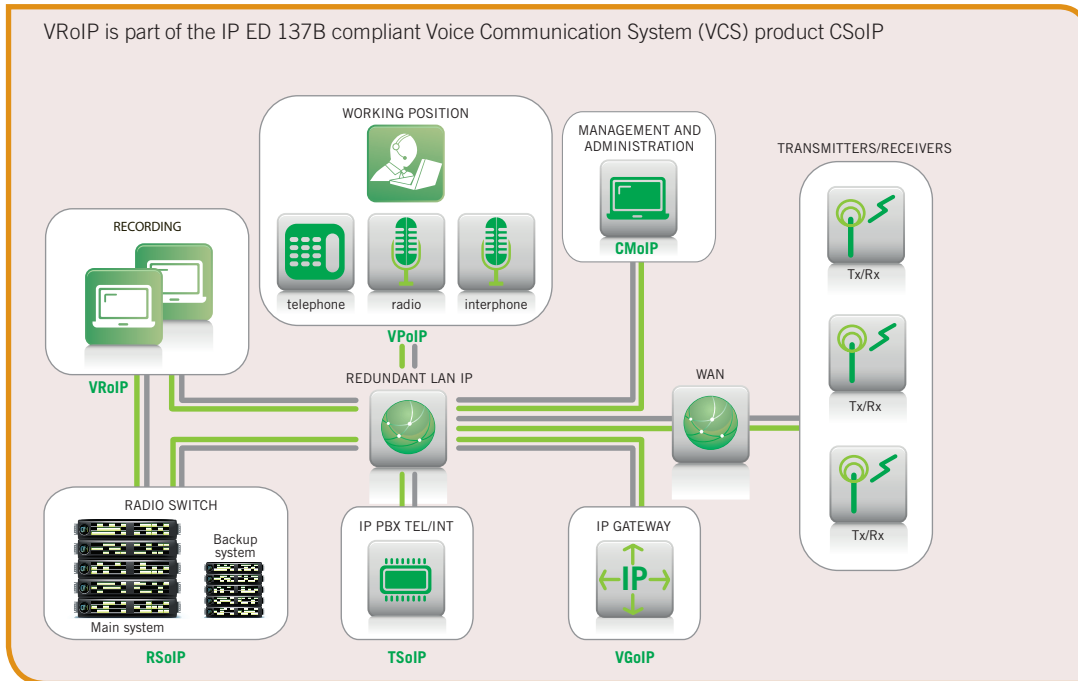 VRoIP is part of the IP ED 137B compliant Voice Communication System (VCS) product CSoIP
WORKING POSITION
telephone
radio
interphone
VPoIP
MANAGEMENT AND
ADMINISTRATION
CMoIP
TRANSMITTERS/RECEIVERS
Tx/Rx
Tx/Rx
Tx/Rx
RECORDING
VRoIP
REDUNDANT LAN IP
WAN
RADIO SWITCH
Backup
system
Main system
RSoIP
IP PBX TEL/INT
TSoIP
IP GATEWAY
IP
VGoIP